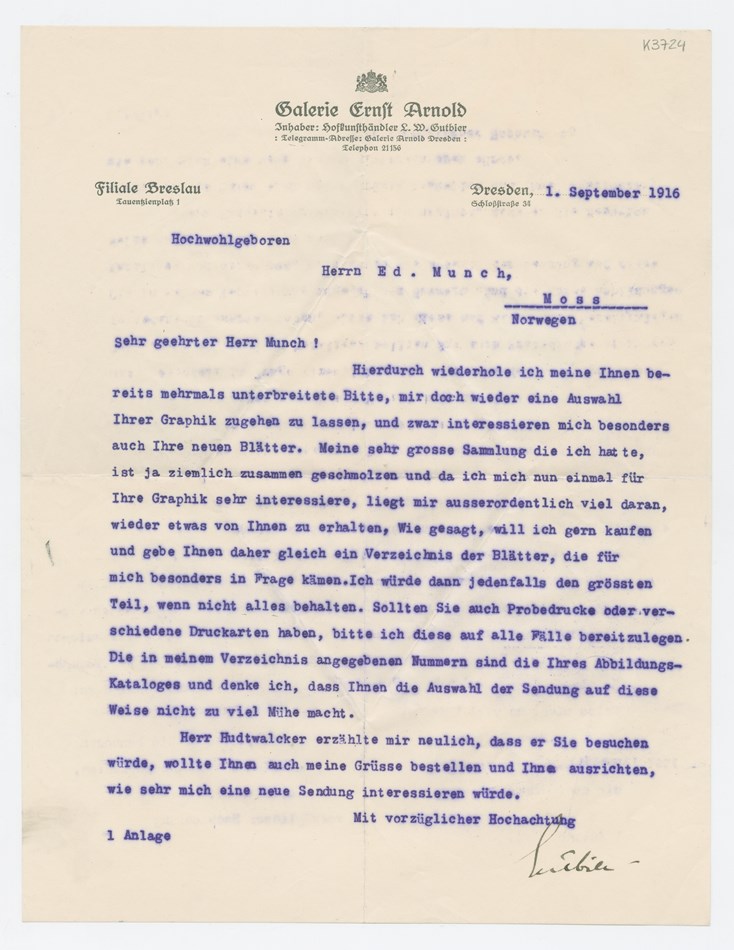 K3724
Galerie Ernst Arnold
Inhaber: Hofkunsthändler L. W. Gutbier
: Telegramm-Adresse: Galerie Arnold Dresden :
Telephon 21156
Filiale Breslau
Tauentzienplatz 1
Dresden, 1. September 1916
Schloßstraße 34
Hochwohlgeboren
Herrn Ed. Munch,
Moss
Norwegen
Sehr geehrter Herr Munch !
Hierdurch wiederhole ich meine Ihnen be-
reits mehrmals unterbreitete Bitte, mir doch wieder eine Auswahl
Ihrer Graphik zugehen zu lassen, und zwar interessieren mich besonders
auch Ihre neuen Blätter. Meine sehr grosse Sammlung die ich hatte,
ist ja ziemlich zusammen geschmolzen und da ich mich nun einmal für
Ihre Graphik sehr interessiere, liegt mir ausserordentlich viel daran,
wieder etwas von Ihnen zu erhalten, Wie gesagt, will ich gern kaufen
und gebe Ihnen daher gleich ein Verzeichnis der Blätter, die für
mich besonders in Frage kämen.Ich würde dann jedenfalls den grössten
Teil, wenn nicht alles behalten. Sollten Sie auch Probedrucke oder ver-
schiedene Druckarten haben, bitte ich diese auf alle Fälle bereitzulegen.
Die in meinem Verzeichnis angegebenen Nummern sind die Ihres Abbildungs-
Kataloges und denke ich, dass Ihnen die Auswahl der Sendung auf diese
Weise nicht zu viel Mühe macht.
Herr Hudtwalcker erzählte mir neulich, dass er Sie besuchen
würde, wollte Ihnen auch meine Grüsse bestellen und Ihnen ausrichten,
wie sehr mich eine neue Sendung interessieren würde.
Mit vorzüglicher Hochachtung
1 Anlage
Gutbier